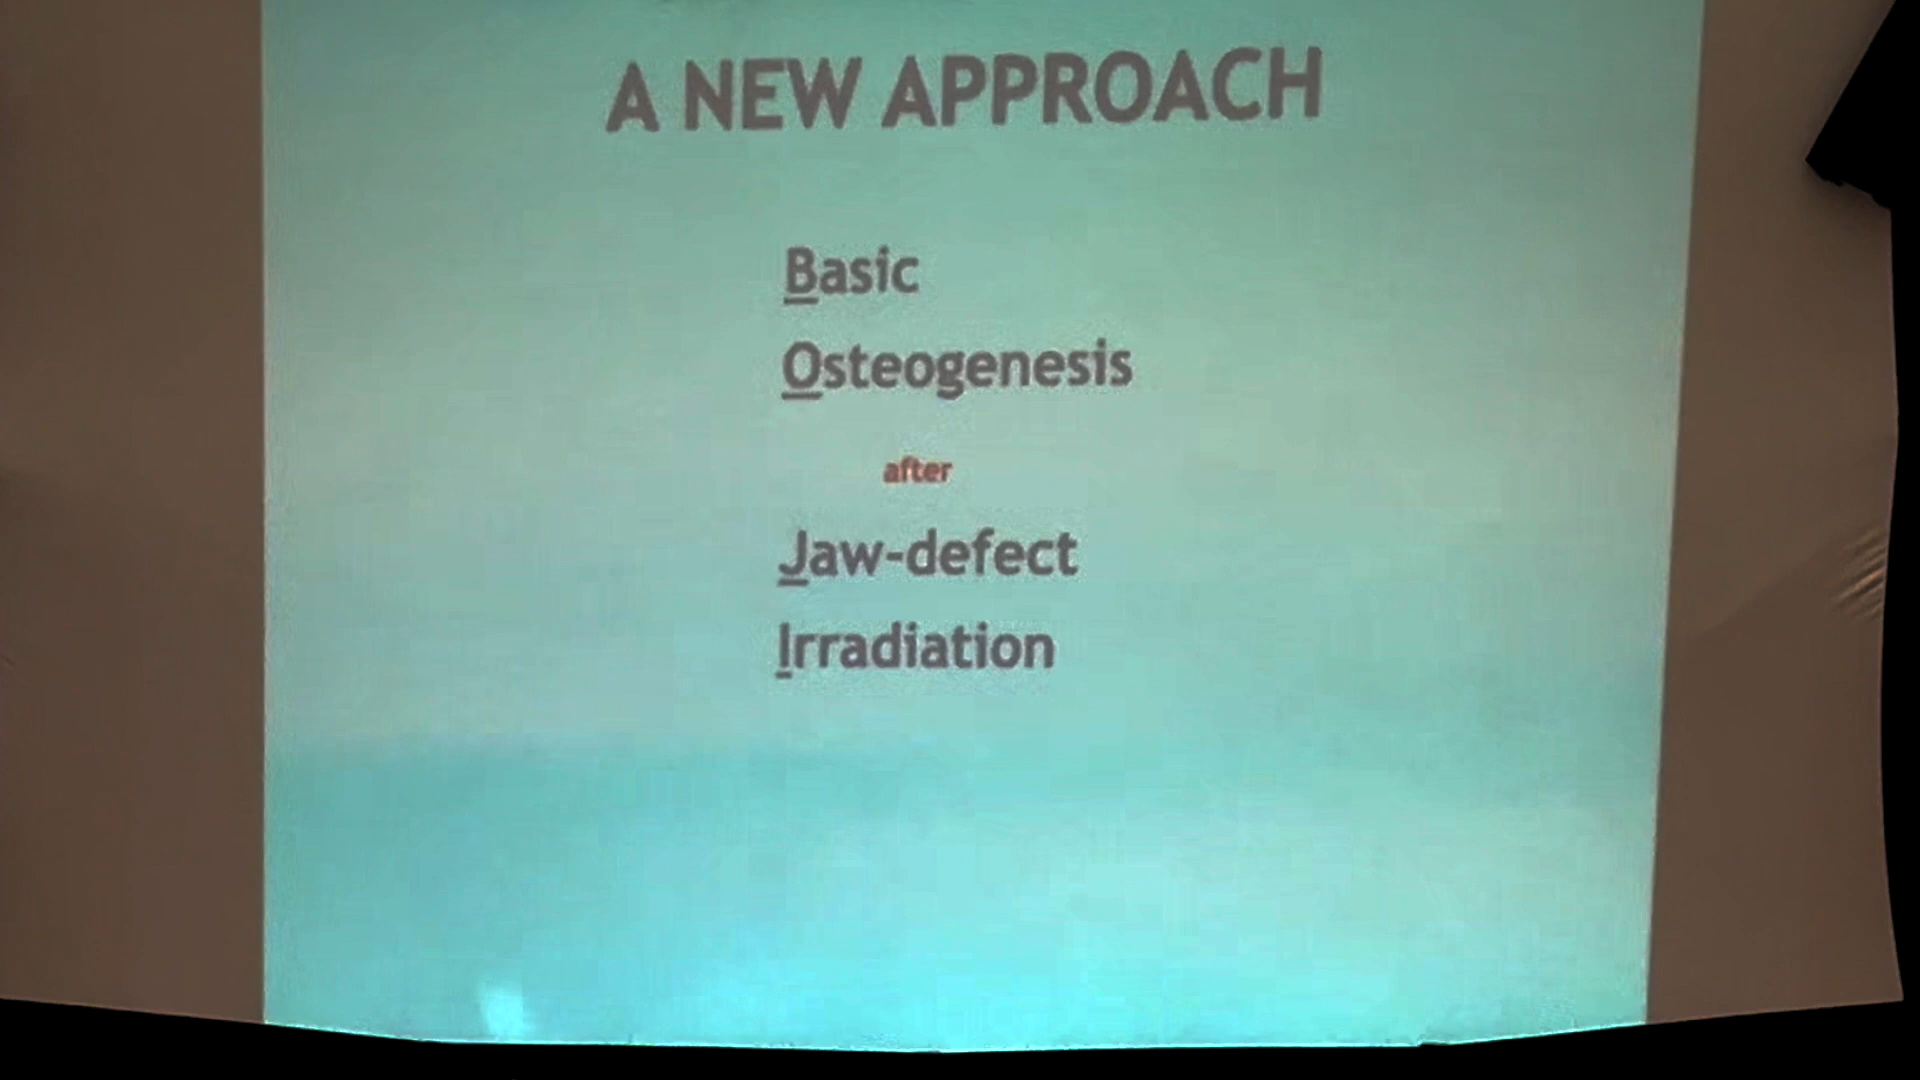 A NEW APPROACH
Basic
Osteogenesis
after
Jaw-defect
Irradiation